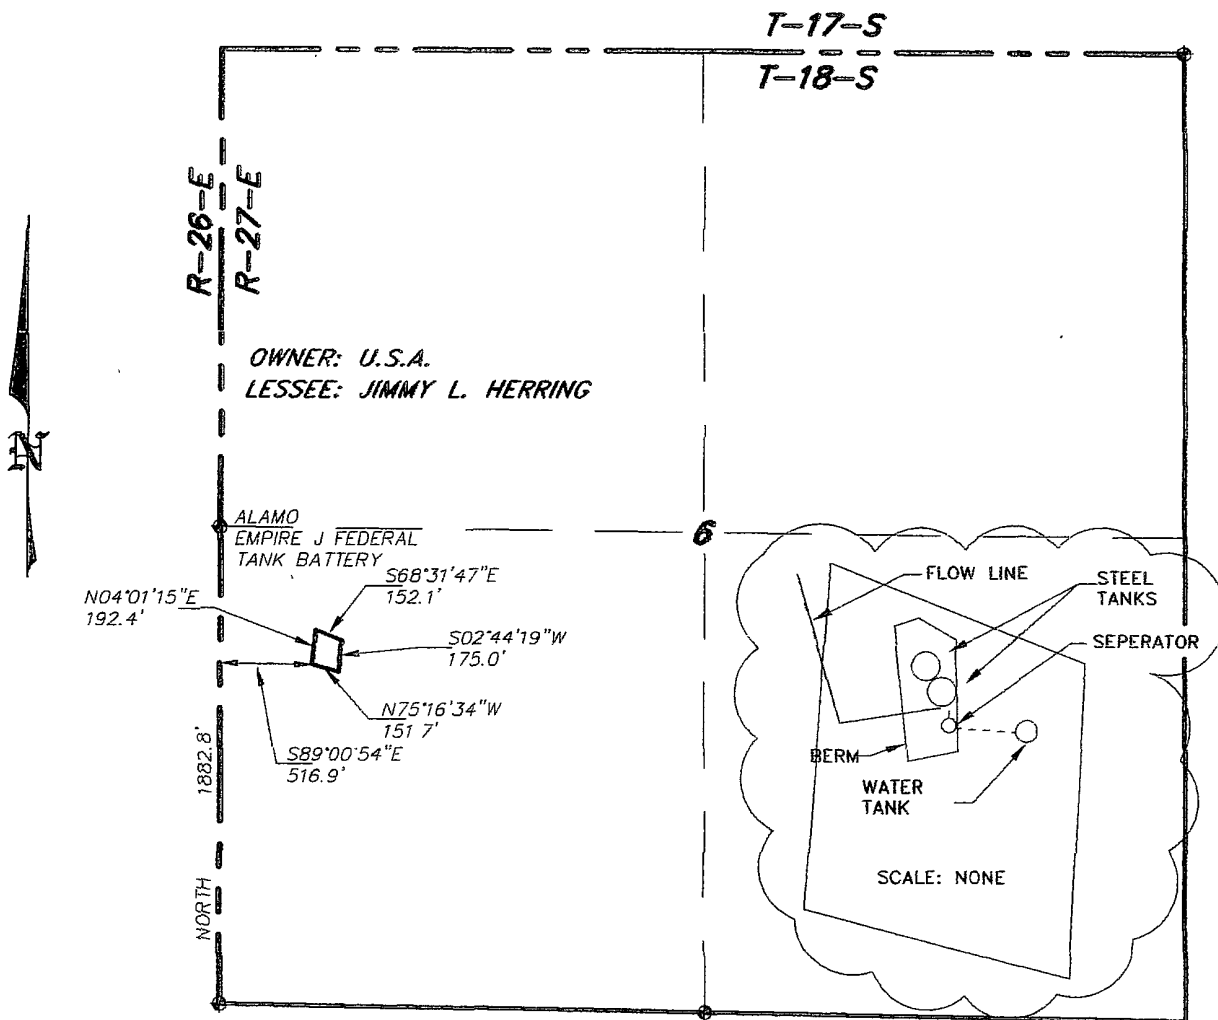 T-17-S
T-18-S
R-26-E
R-27-E
OWNER: U.S.A.
LESSEE: JIMMY L. HERRING
N
ALAMO
EMPIRE J FEDERAL
TANK BATTERY
6
S68°31'47"E
152.1'
N04°01'15"E
192.4'
S02°44'19"W
175.0'
N75°16'34"W
151 7'
S89°00'54"E
516.9'
1882.8'
NORTH
FLOW LINE
STEEL
TANKS
SEPERATOR
BERM
WATER
TANK
SCALE: NONE